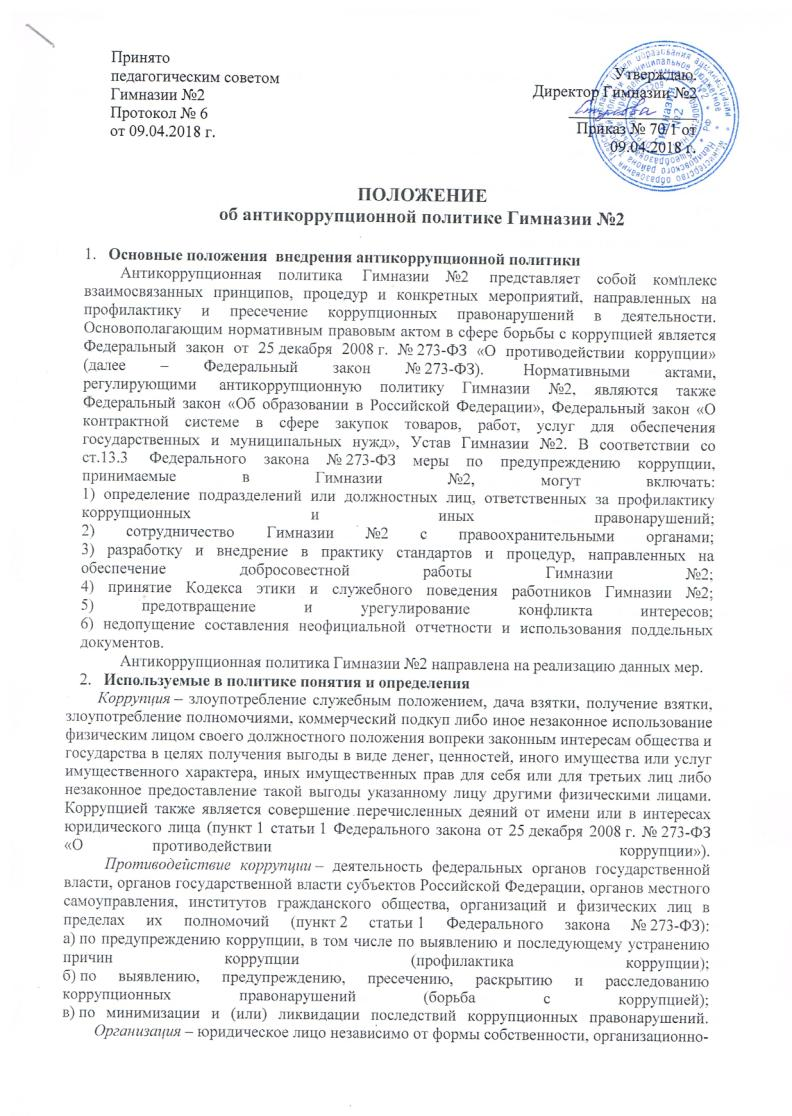 Принято
педагогическим советом
Гимназии №2
Протокол № 6
от 09.04.2018 г.
Утверждаю.
Директор Гимназии №2
Приказ № 70/1 от
09.04.2018 г.
Гимназия
№2
ПОЛОЖЕНИЕ
об антикоррупционной политике Гимназии №2
1. Основные положения внедрения антикоррупционной политики
Антикоррупционная политика Гимназии №2 представляет собой комплекс
взаимосвязанных принципов, процедур и конкретных мероприятий, направленных на
профилактику и пресечение коррупционных правонарушений в деятельности.
Основополагающим нормативным правовым актом в сфере борьбы с коррупцией является
Федеральный закон от 25 декабря 2008 г. № 273-ФЗ «О противодействии коррупции»
(далее – Федеральный закон № 273-ФЗ). Нормативными актами,
регулирующими антикоррупционную политику Гимназии №2, являются также
Федеральный закон «Об образовании в Российской Федерации», Федеральный закон «О
контрактной системе в сфере закупок товаров, работ, услуг для обеспечения
государственных и муниципальных нужд», Устав Гимназии №2. В соответствии со
ст.13.3 Федерального закона № 273-ФЗ меры по предупреждению коррупции,
принимаемые в Гимназии №2, могут включать:
1) определение подразделений или должностных лиц, ответственных за профилактику
коррупционных и иных правонарушений;
2) сотрудничество Гимназии №2 с правоохранительными органами;
3) разработку и внедрение в практику стандартов и процедур, направленных на
обеспечение добросовестной работы Гимназии №2;
4) принятие Кодекса этики и служебного поведения работников Гимназии №2;
5) предотвращение и урегулирование конфликта интересов;
6) недопущение составления неофициальной отчетности и использования поддельных
документов.
Антикоррупционная политика Гимназии №2 направлена на реализацию данных мер.
2. Используемые в политике понятия и определения
Коррупция – злоупотребление служебным положением, дача взятки, получение взятки,
злоупотребление полномочиями, коммерческий подкуп либо иное незаконное использование
физическим лицом своего должностного положения вопреки законным интересам общества и
государства в целях получения выгоды в виде денег, ценностей, иного имущества или услуг
имущественного характера, иных имущественных прав для себя или для третьих лиц либо
незаконное предоставление такой выгоды указанному лицу другими физическими лицами.
Коррупцией также является совершение перечисленных деяний от имени или в интересах
юридического лица (пункт 1 статьи 1 Федерального закона от 25 декабря 2008 г. № 273-ФЗ
«О противодействии коррупции»).
Противодействие коррупции – деятельность федеральных органов государственной
власти, органов государственной власти субъектов Российской Федерации, органов местного
самоуправления, институтов гражданского общества, организаций и физических лиц в
пределах их полномочий (пункт 2 статьи 1 Федерального закона № 273-ФЗ):
а) по предупреждению коррупции, в том числе по выявлению и последующему устранению
причин коррупции (профилактика коррупции);
б) по выявлению, предупреждению, пресечению, раскрытию и расследованию
коррупционных правонарушений (борьба с коррупцией);
в) по минимизации и (или) ликвидации последствий коррупционных правонарушений.
Организация – юридическое лицо независимо от формы собственности, организационно-